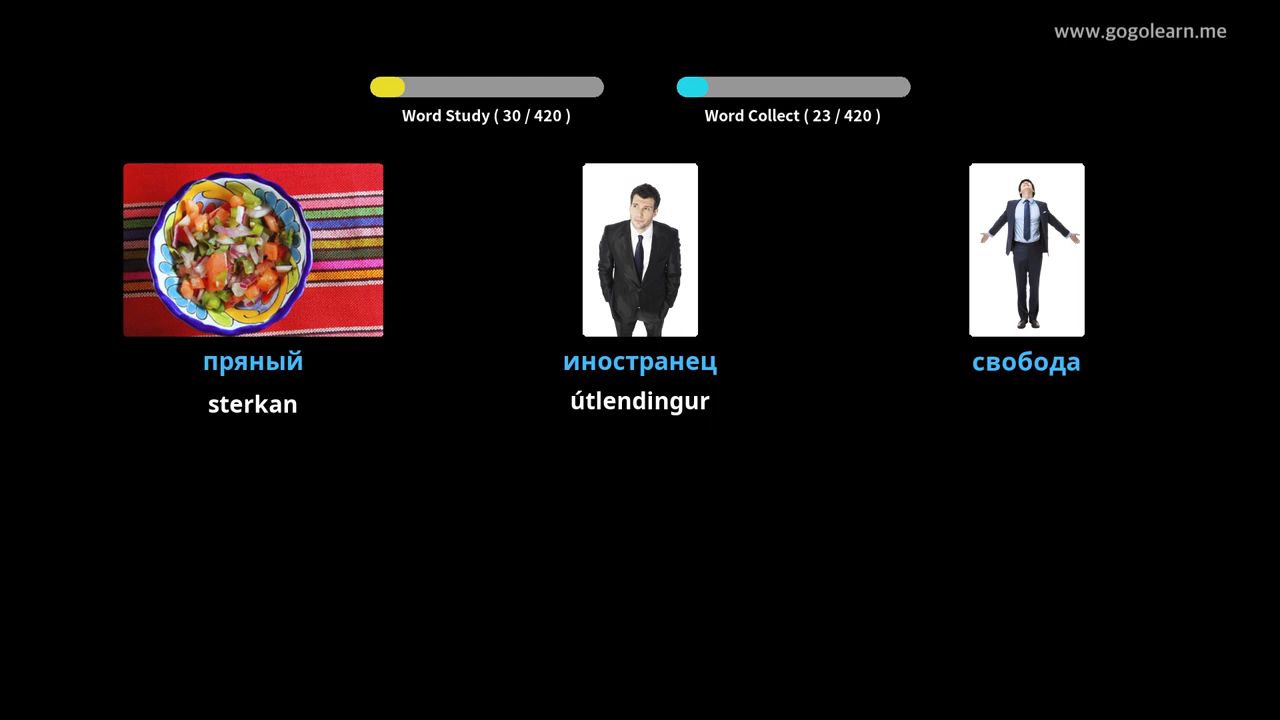 www.gogolearn.me
Word Study ( 30 / 420 )
Word Collect ( 23 / 420 )
пряный
иностранец
свобода
sterkan
útlendingur